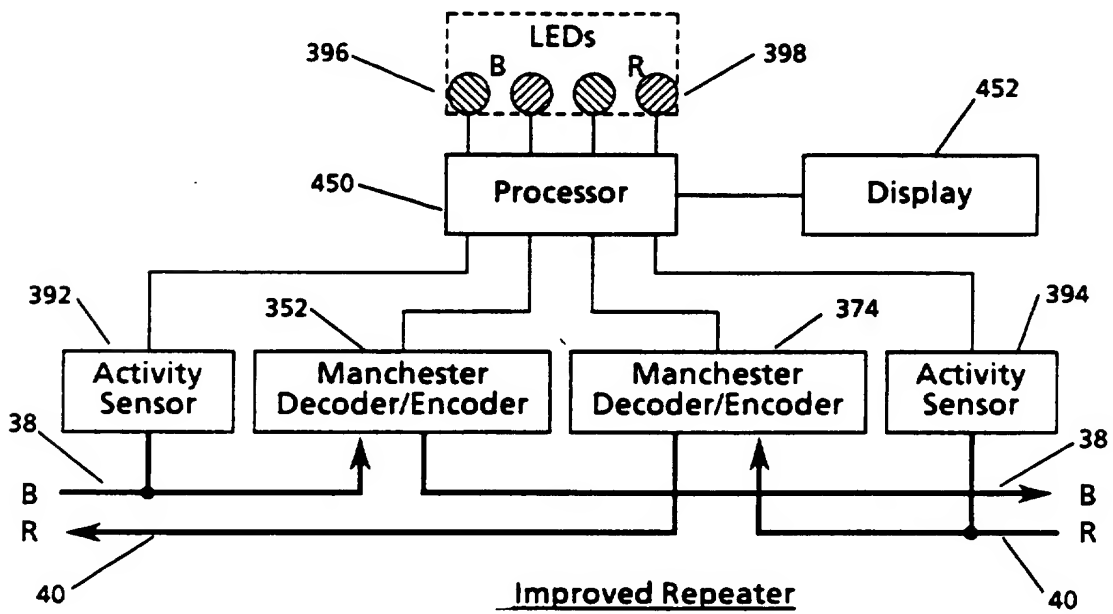 LEDs
396
B
R
398
452
450
Processor
Display
392
352
374
394
Activity
Sensor
Manchester
Decoder/Encoder
Manchester
Decoder/Encoder
Activity
Sensor
38
38
B
B
R
R
40
40
Improved Repeater